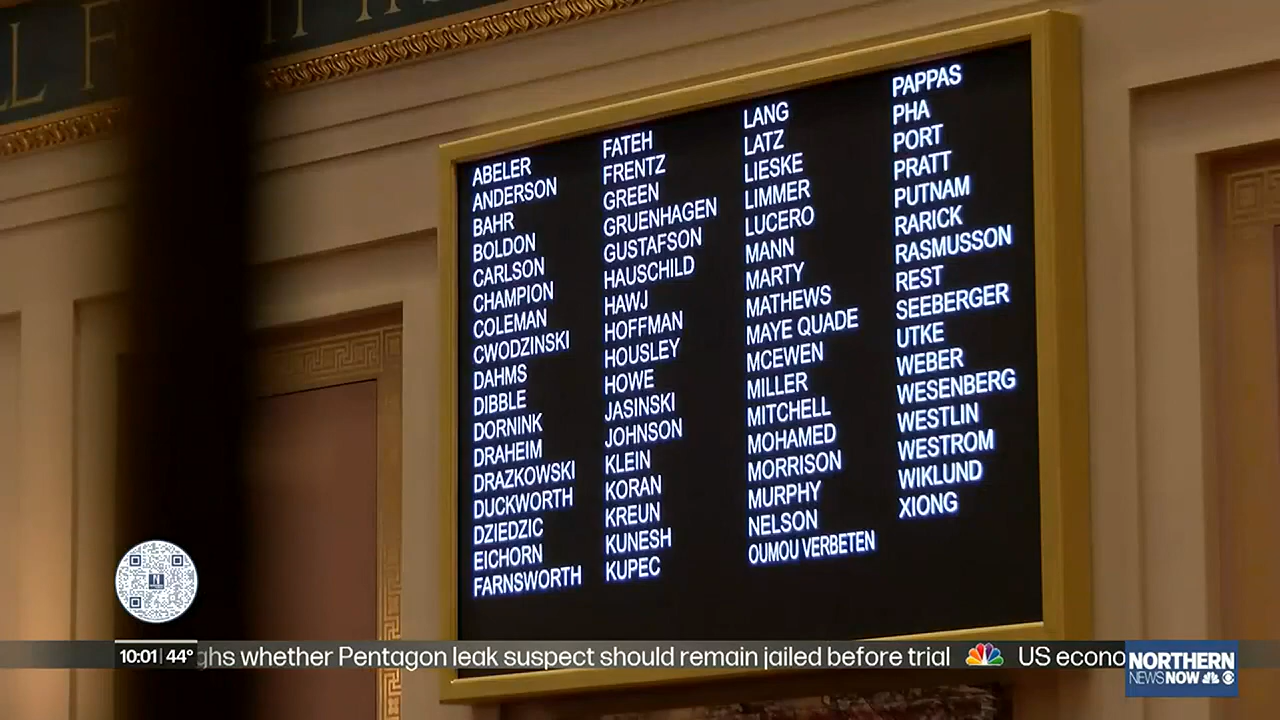 ABELER
ANDERSON
BAHR
BOLDON
CARLSON
CHAMPION
COLEMAN
CWODZINSKI
DAHMS
DIBBLE
DORNINK
DRAHEIM
DRAZKOWSKI
DUCKWORTH
DZIEDZIC
EICHORN
FARNSWORTH
FATEH
FRENTZ
GREEN
GRUENHAGEN
GUSTAFSON
HAUSCHILD
HAWJ
HOFFMAN
HOUSLEY
HOWE
JASINSKI
JOHNSON
KLEIN
KORAN
KREUN
KUNESH
KUPEC
LANG
LATZ
LIESKE
LIMMER
LUCERO
MANN
MARTY
MATHEWS
MAYE QUADE
MCEWEN
MILLER
MITCHELL
MOHAMED
MORRISON
MURPHY
NELSON
OUMOU VERBETEN
PAPPAS
PHA
PORT
PRATT
PUTNAM
RARICK
RASMUSSON
REST
SEEBERGER
UTKE
WEBER
WESENBERG
WESTLIN
WESTROM
WIKLUND
XIONG
10:01 44° ghs whether Pentagon leak suspect should remain jailed before trial US econo
NORTHERN
NEWS NOW